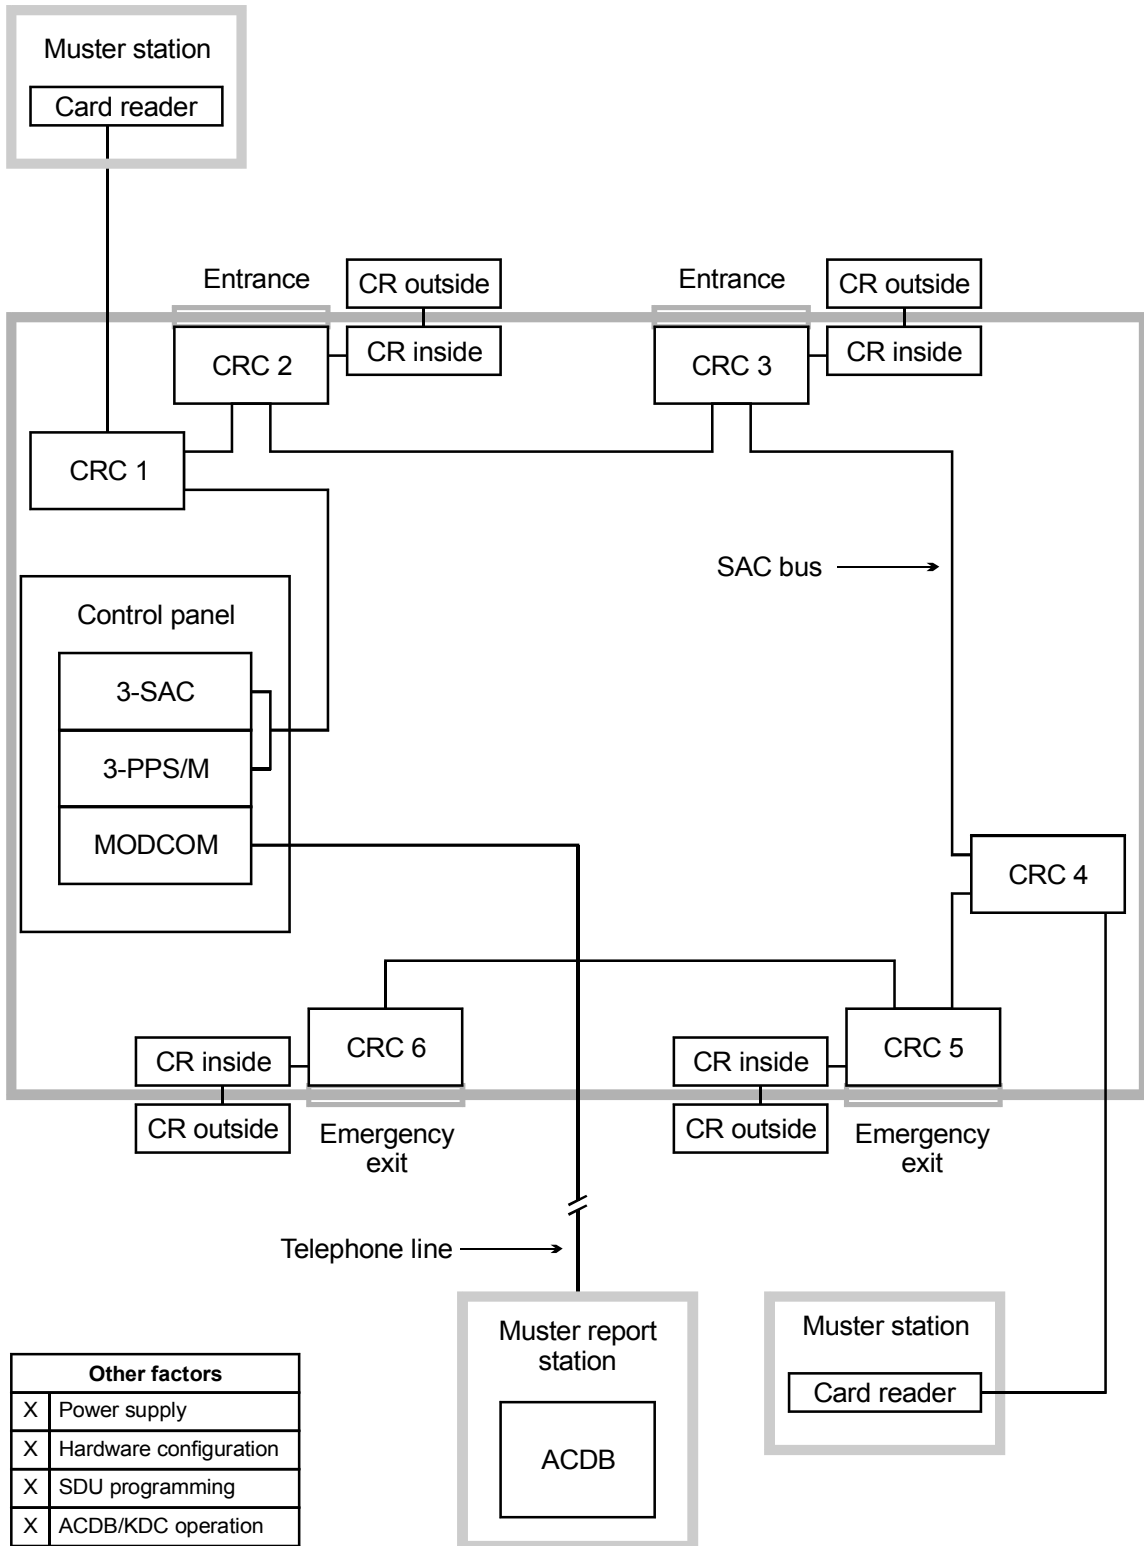 Muster station
Card reader
Entrance
CR outside
Entrance
CR outside
CRC 2
CR inside
CRC 3
CR inside
CRC 1
SAC bus
Control panel
3-SAC
3-PPS/M
MODCOM
CRC 4
CR inside
CRC 6
CR inside
CRC 5
CR outside
Emergency
exit
CR outside
Emergency
exit
Telephone line
Muster report
station
ACDB
Muster station
Card reader
Other factors
X Power supply
X Hardware configuration
X SDU programming
X ACDB/KDC operation